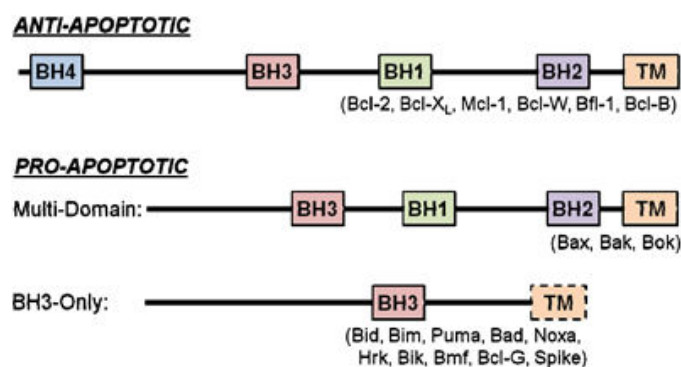 ANTI-APOPTOTIC
BH4 BH3 BH1 BH2 TM
(Bcl-2, Bcl-XL, Mcl-1, Bcl-W, Bfl-1, Bcl-B)
PRO-APOPTOTIC
Multi-Domain: BH3 BH1 BH2 TM
(Bax, Bak, Bok)
BH3-Only: BH3 TM
(Bid, Bim, Puma, Bad, Noxa,
Hrk, Bik, Bmf, Bcl-G, Spike)